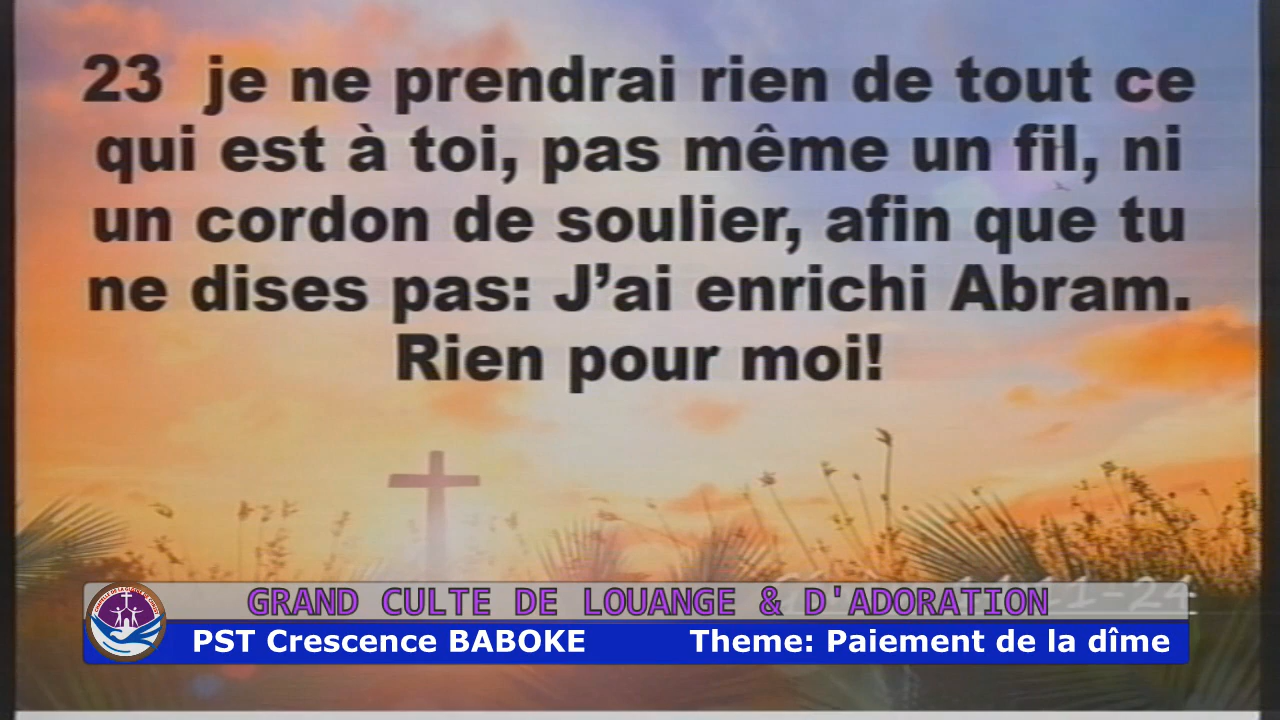 23 je ne prendrai rien de tout ce
qui est à toi, pas même un fil, ni
un cordon de soulier, afin que tu
ne dises pas: J’ai enrichi Abram.
Rien pour moi!
11-24
GRAND CULTE DE LOUANGE & D'ADORATION
PST Crescence BABOKE
Theme: Paiement de la dîme